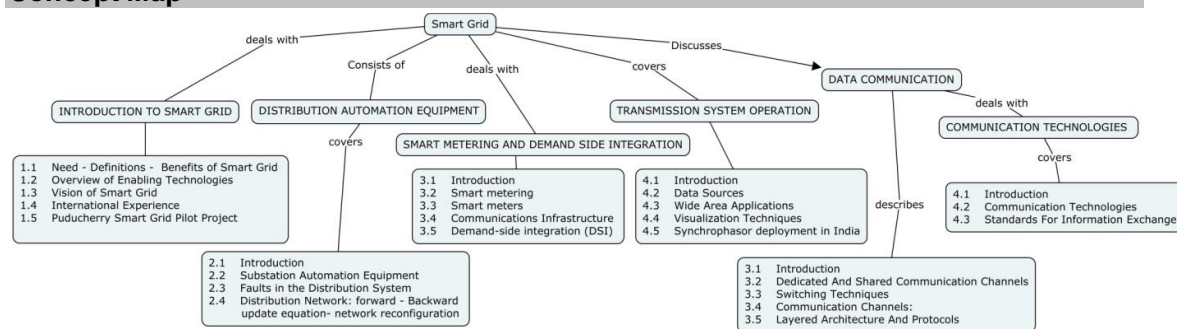 Concept Map
Smart Grid
deals with
Consists of
deals with
covers
Discusses
INTRODUCTION TO SMART GRID
DISTRIBUTION AUTOMATION EQUIPMENT
TRANSMISSION SYSTEM OPERATION
DATA COMMUNICATION
deals with
COMMUNICATION TECHNOLOGIES
covers
SMART METERING AND DEMAND SIDE INTEGRATION
covers
describes
1.1 Need - Definitions - Benefits of Smart Grid
1.2 Overview of Enabling Technologies
1.3 Vision of Smart Grid
1.4 International Experience
1.5 Puducherry Smart Grid Pilot Project
2.1 Introduction
2.2 Substation Automation Equipment
2.3 Faults in the Distribution System
2.4 Distribution Network: forward - Backward
update equation- network reconfiguration
3.1 Introduction
3.2 Smart metering
3.3 Smart meters
3.4 Communications Infrastructure
3.5 Demand-side integration (DSI)
4.1 Introduction
4.2 Data Sources
4.3 Wide Area Applications
4.4 Visualization Techniques
4.5 Synchrophasor deployment in India
3.1 Introduction
3.2 Dedicated And Shared Communication Channels
3.3 Switching Techniques
3.4 Communication Channels:
3.5 Layered Architecture And Protocols
4.1 Introduction
4.2 Communication Technologies
4.3 Standards For Information Exchange